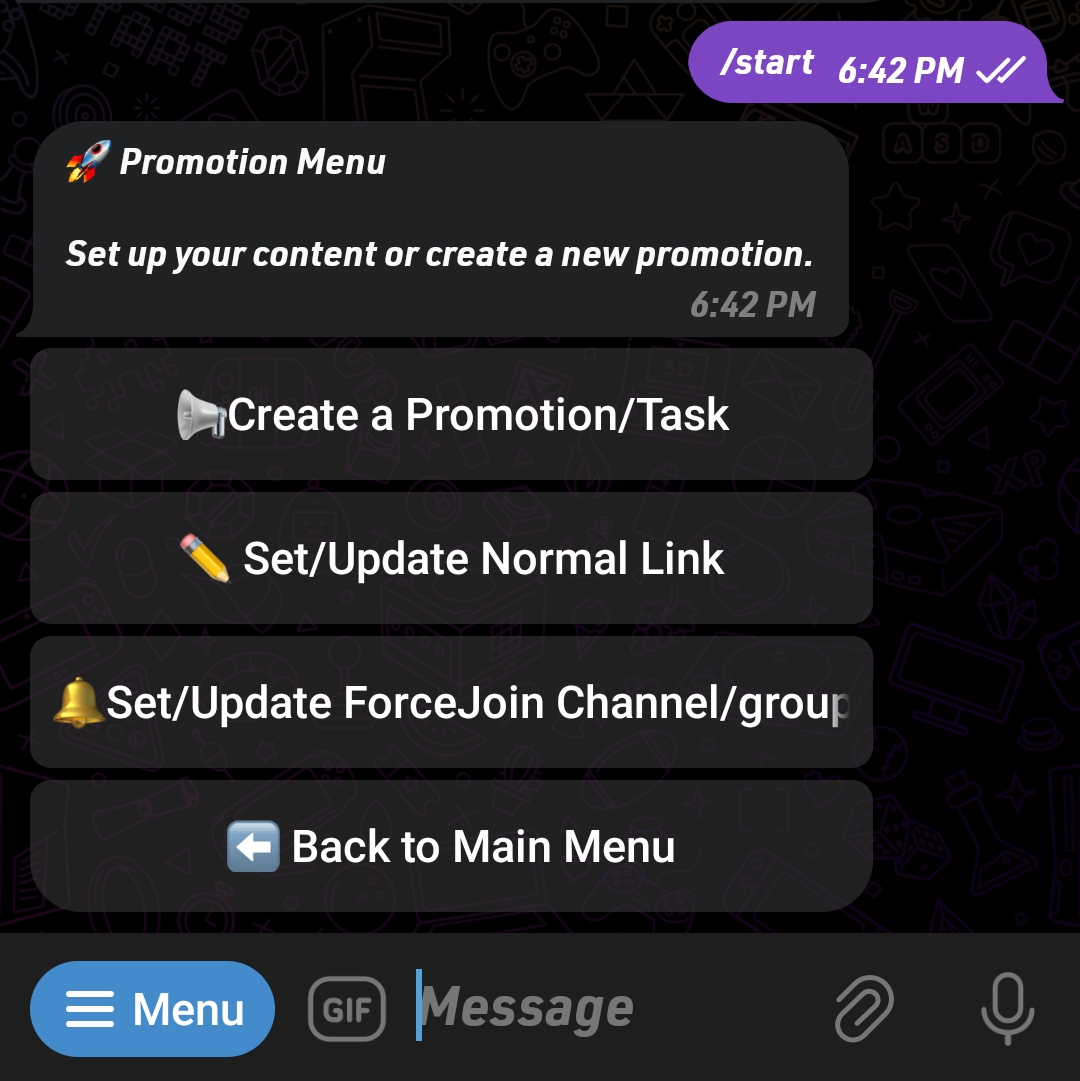 /start 6:42 PM
🚀 Promotion Menu
Set up your content or create a new promotion.
6:42 PM
📢Create a Promotion/Task
✏️ Set/Update Normal Link
🔔Set/Update ForceJoin Channel/group
⬅️ Back to Main Menu
Menu GIF Message